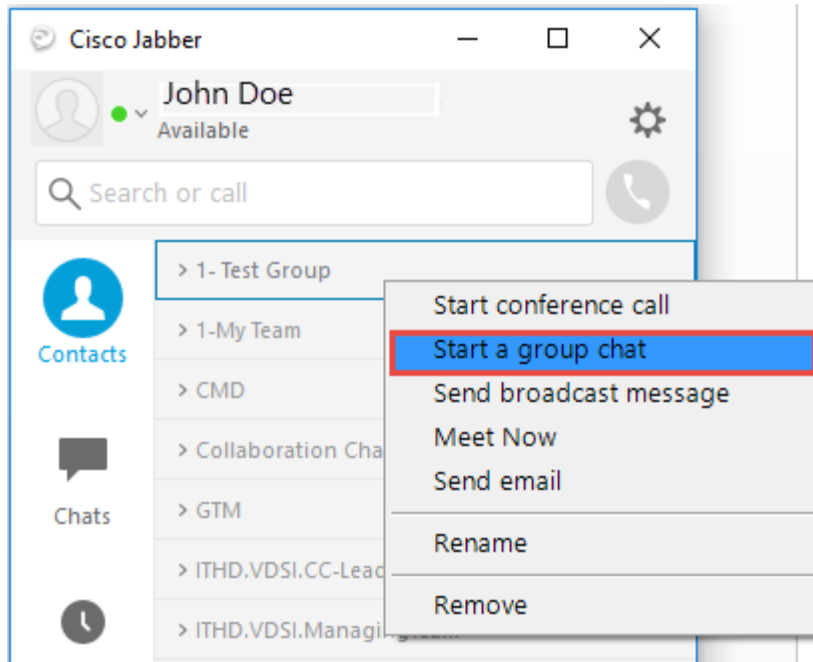 Cisco Jabber
John Doe
Available
Search or call
> 1- Test Group
> 1-My Team
> CMD
> Collaboration Cha
> GTM
> ITHD.VDSI.CC-Lead
> ITHD.VDSI.Managing
Contacts
Chats
Start conference call
Start a group chat
Send broadcast message
Meet Now
Send email
Rename
Remove